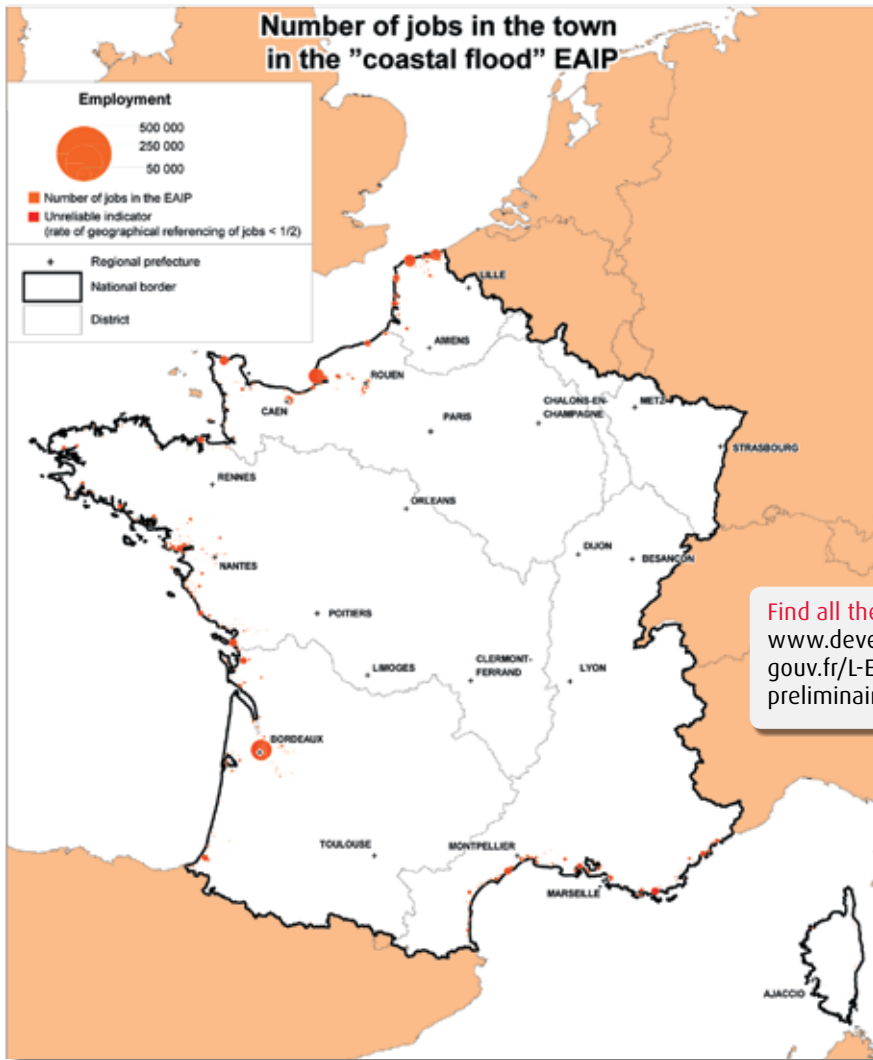 Number of jobs in the town
in the ”coastal flood” EAIP
Employment
500 000
250 000
50 000
Number of jobs in the EAIP
Unreliable indicator
(rate of geographical referencing of jobs < 1/2)
Regional prefecture
National border
District
LILLE
AMIENS
ROUEN
CAEN
CHALONS-EN-
CHAMPAGNE
METZ
PARIS
STRASBOURG
RENNES
ORLEANS
DIJON
BESANÇON
NANTES
POITIERS
Find all the
www.deve
gouv.fr/L-E
preliminair
LIMOGES
CLERMONT-
FERRAND
LYON
BORDEAUX
TOULOUSE
MONTPELLIER
MARSEILLE
AJACCIO